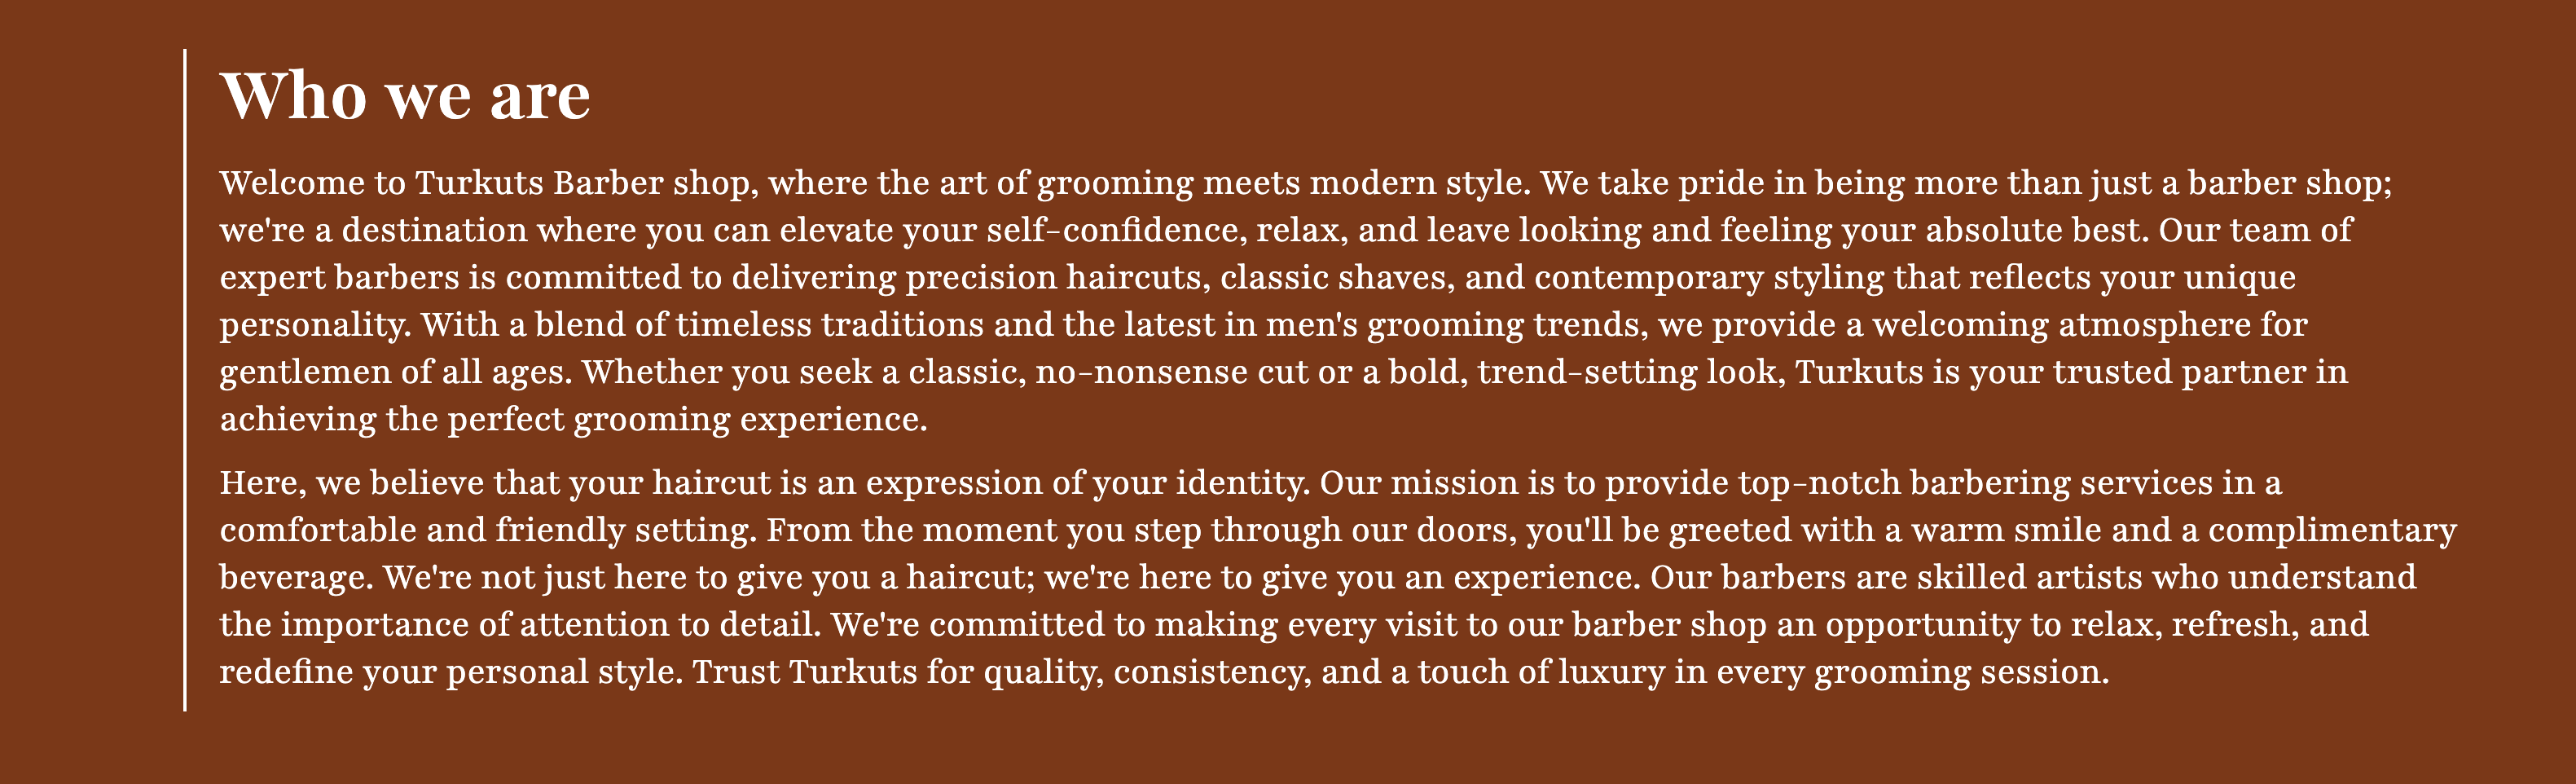 Who we are
Welcome to Turkuts Barber shop, where the art of grooming meets modern style. We take pride in being more than just a barber shop;
we're a destination where you can elevate your self-confidence, relax, and leave looking and feeling your absolute best. Our team of
expert barbers is committed to delivering precision haircuts, classic shaves, and contemporary styling that reflects your unique
personality. With a blend of timeless traditions and the latest in men's grooming trends, we provide a welcoming atmosphere for
gentlemen of all ages. Whether you seek a classic, no-nonsense cut or a bold, trend-setting look, Turkuts is your trusted partner in
achieving the perfect grooming experience.
Here, we believe that your haircut is an expression of your identity. Our mission is to provide top-notch barbering services in a
comfortable and friendly setting. From the moment you step through our doors, you'll be greeted with a warm smile and a complimentary
beverage. We're not just here to give you a haircut; we're here to give you an experience. Our barbers are skilled artists who understand
the importance of attention to detail. We're committed to making every visit to our barber shop an opportunity to relax, refresh, and
redefine your personal style. Trust Turkuts for quality, consistency, and a touch of luxury in every grooming session.